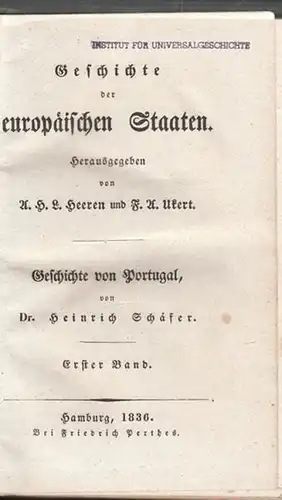 INSTITUT FÜR UNIVERSALGESCHICHTE
Geschichte
der
europäischen Staaten.
Herausgegeben
von
A. H. L. Heeren und F. A. Ukert.
Geschichte von Portugal,
von
Dr. Heinrich Schäfer.
Erster Band.
Hamburg, 1836.
Bei Friedrich Perthes.